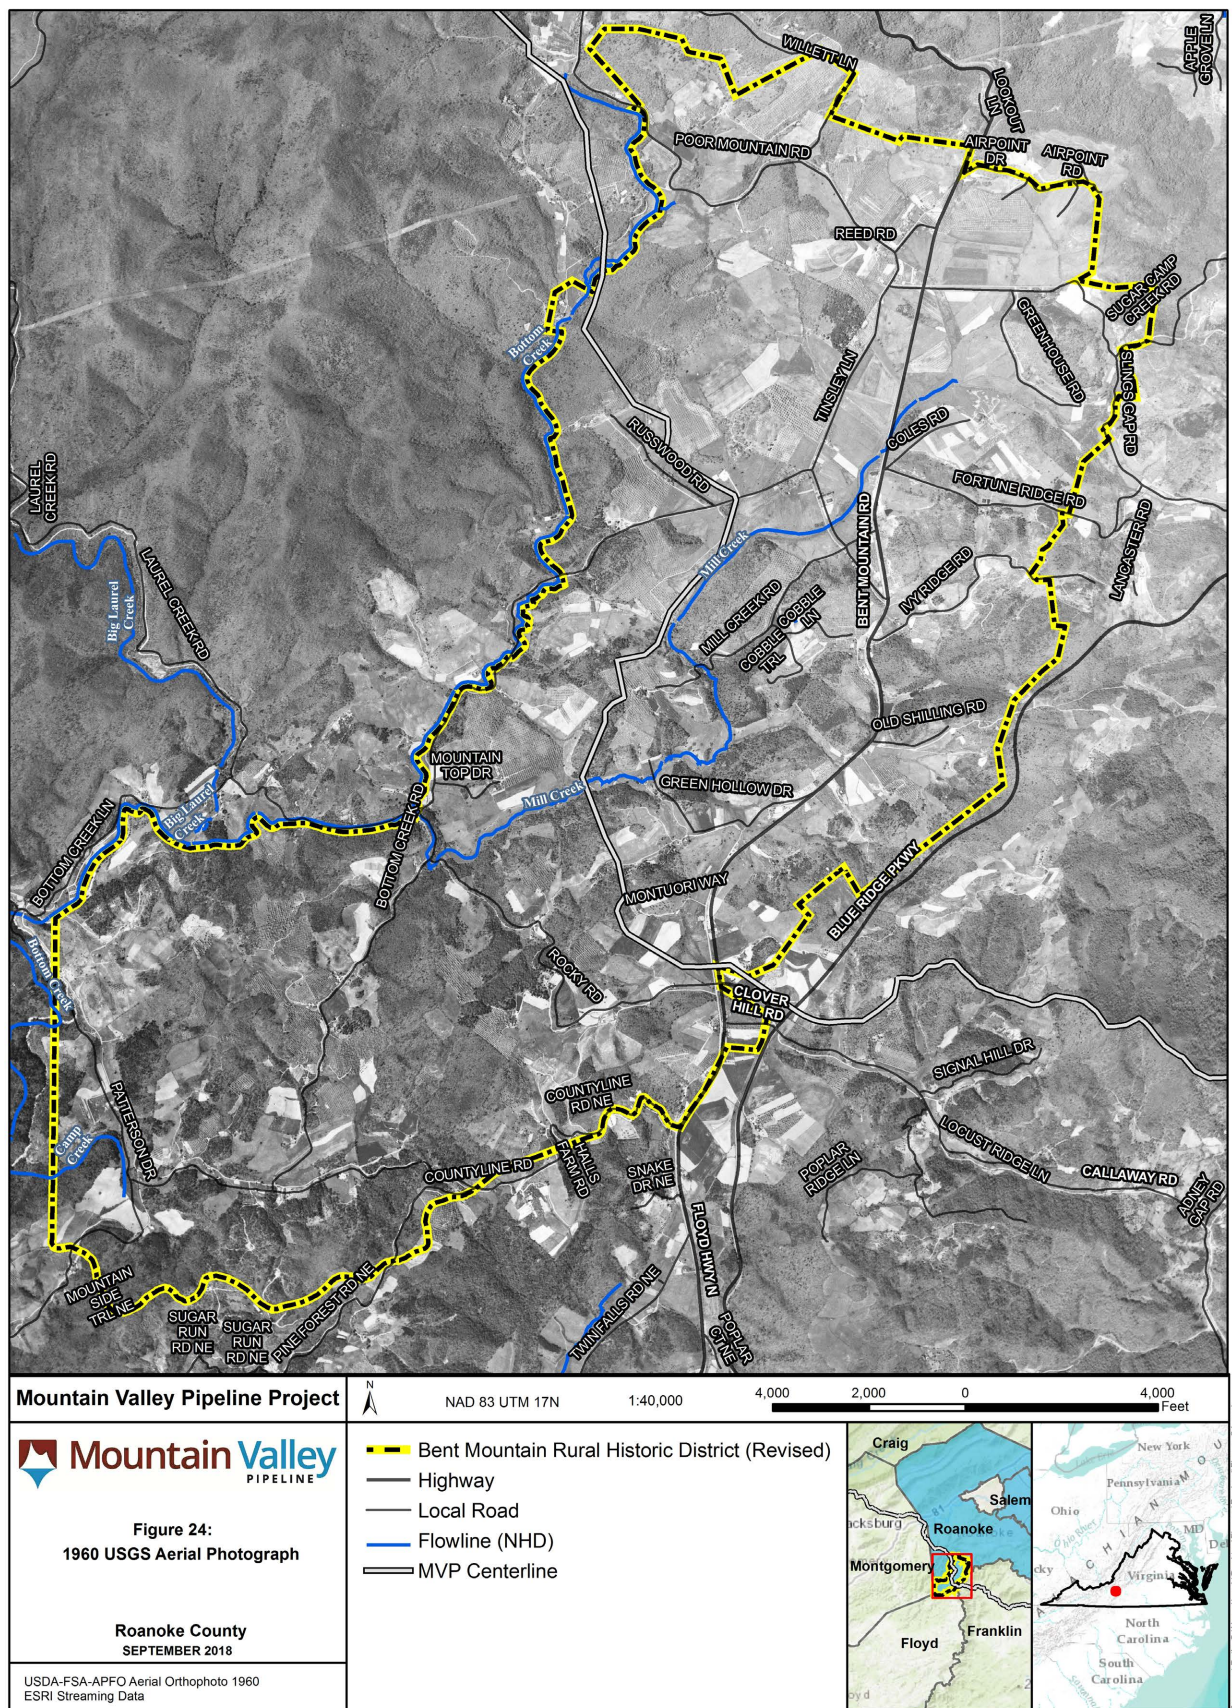 WILLETT LN
LOOKOUT
LN
APPLE
GROVE LN
POOR MOUNTAIN RD
AIRPOINT
DR
AIRPOINT
RD
REED RD
SUGAR CAMP
CREEK RD
GREENHOUSE RD
Bottom
Creek
TINSLEY LN
SLINGS GAP RD
RUSSWOOD RD
COLES RD
LAUREL
CREEK RD
FORTUNE RIDGE RD
LANCASTER RD
BENT MOUNTAIN RD
Mill Creek
LAUREL CREEK RD
Big Laurel
Creek
MILL CREEK RD
COBBLE
LN
COBBLE
TRL
IVY RIDGE RD
OLD SHILLING RD
MOUNTAIN
TOP DR
GREEN HOLLOW DR
Mill Creek
Big Laurel
Creek
BOTTOM CREEK LN
BOTTOM CREEK RD
MONTUORI WAY
BLUE RIDGE PKWY
Bottom Creek
ROCKY RD
CLOVER
HILL RD
SIGNAL HILL DR
COUNTYLINE
RD NE
PATTERSON DR
Camp
Creek
COUNTYLINE RD
HALLS
FARM RD
SNAKE
DR NE
POPLAR
RIDGE LN
LOCUST RIDGE LN
CALLAWAY RD
ADNEY
GAP RD
FLOYD HWY N
MOUNTAIN
SIDE
TRL NE
SUGAR
RUN
RD NE
SUGAR
RUN
RD NE
PINE FOREST RD NE
TWIN FALLS RD NE
POPLAR
CT NE
Mountain Valley Pipeline Project
N
NAD 83 UTM 17N
1:40,000
4,000 2,000 0 4,000
Feet
Mountain Valley
PIPELINE
Figure 24:
1960 USGS Aerial Photograph
Roanoke County
SEPTEMBER 2018
USDA-FSA-APFO Aerial Orthophoto 1960
ESRI Streaming Data
Bent Mountain Rural Historic District (Revised)
Highway
Local Road
Flowline (NHD)
MVP Centerline
Craig
Salem
81
acksburg
Roanoke
Montgomery
Floyd
Franklin
New York
Pennsylvania
Ohio
Ohio River
MD
Del
cky
Virginia
North
Carolina
South
Carolina